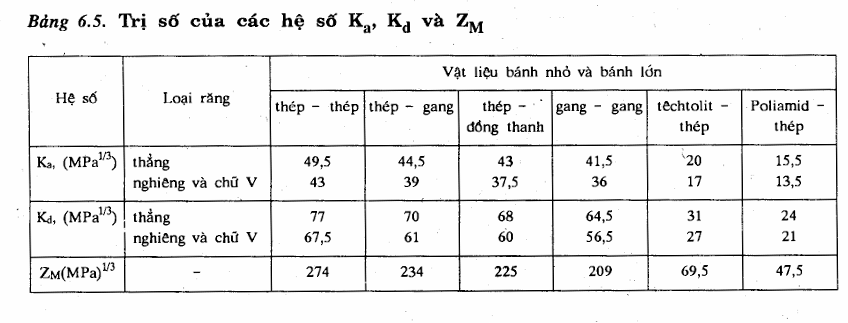 Bảng 6.5. Trị số của các hệ số Ka, Kd và ZM
Hệ số | Loại răng | Vật liệu bánh nhỏ và bánh lớn
thép – thép | thép – gang | thép – đồng thanh | gang – gang | têchtolit – thép | Poliamid – thép
Ka, (MPa1/3) | thẳng | 49,5 | 44,5 | 43 | 41,5 | 20 | 15,5
nghiêng và chữ V | 43 | 39 | 37,5 | 36 | 17 | 13,5
Kd, (MPa1/3) | thẳng | 77 | 70 | 68 | 64,5 | 31 | 24
nghiêng và chữ V | 67,5 | 61 | 60 | 56,5 | 27 | 21
ZM(MPa)1/3 | – | 274 | 234 | 225 | 209 | 69,5 | 47,5